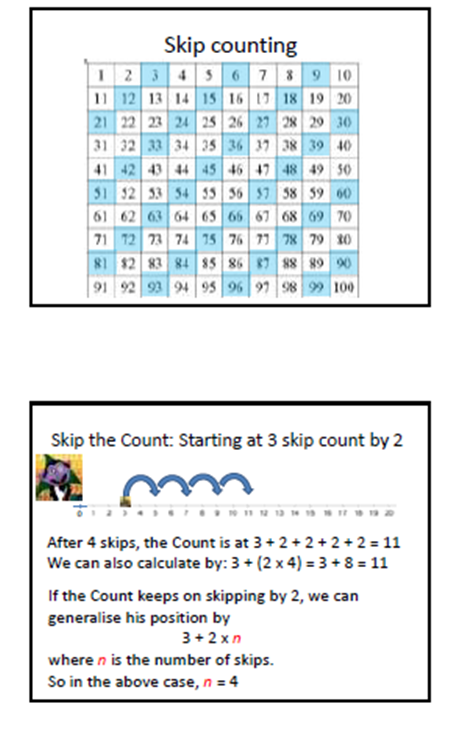 Skip counting
1 2 3 4 5 6 7 8 9 10
11 12 13 14 15 16 17 18 19 20
21 22 23 24 25 26 27 28 29 30
31 32 33 34 35 36 37 38 39 40
41 42 43 44 45 46 47 48 49 50
51 52 53 54 55 56 57 58 59 60
61 62 63 64 65 66 67 68 69 70
71 72 73 74 75 76 77 78 79 80
81 82 83 84 85 86 87 88 89 90
91 92 93 94 95 96 97 98 99 100
Skip the Count: Starting at 3 skip count by 2
0 1 2 3 4 5 6 7 8 9 10 11 12 13 14 15 16 17 18 19 20
After 4 skips, the Count is at 3 + 2 + 2 + 2 + 2 = 11
We can also calculate by: 3 + (2 x 4) = 3 + 8 = 11
If the Count keeps on skipping by 2, we can
generalise his position by
3 + 2 x n
where n is the number of skips.
So in the above case, n = 4